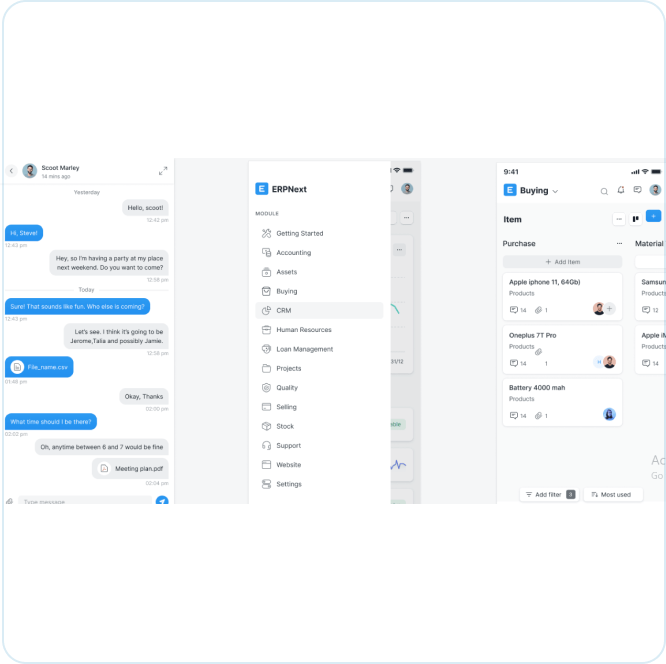 Scoot Marley
14 mins ago
Yesterday
Hello, scoot!
12:42 pm
Hi, Steve!
12:43 pm
Hey, so I'm having a party at my place
next weekend. Do you want to come?
12:58 pm
Today
Sure! That sounds like fun. Who else is coming?
12:43 pm
Let's see. I think it's going to be
Jerome,Talia and possibly Jamie.
12:58 pm
File_name.csv
01:48 pm
Okay, Thanks
02:00 pm
What time should I be there?
02:02 pm
Oh, anytime between 6 and 7 would be fine
Meeting plan.pdf
02:04 pm
Type message
E ERPNext
MODULE
Getting Started
Accounting
Assets
Buying
CRM
Human Resources
Loan Management
Projects
Quality
Selling
Stock
Support
Website
Settings
31/12
able
9:41
E Buying
Item
Purchase
+ Add Item
Apple iphone 11, 64Gb)
Products
14 1
Oneplus 7T Pro
Products
14 1
H
Battery 4000 mah
Products
14 1
Material
Samsun
Product
12
Apple iM
Product
14
Add filter 3
Most used
Ac
Go